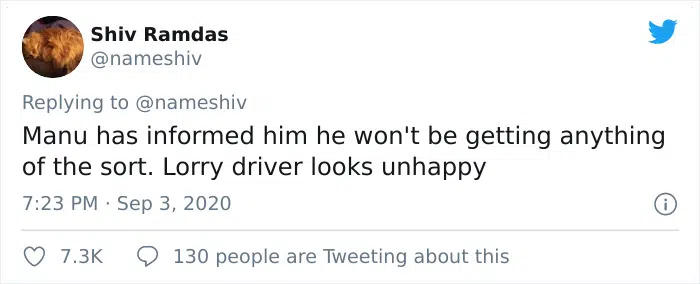 Shiv Ramdas
@nameshiv
Replying to @nameshiv
Manu has informed him he won't be getting anything
of the sort. Lorry driver looks unhappy
7:23 PM · Sep 3, 2020
7.3K 130 people are Tweeting about this